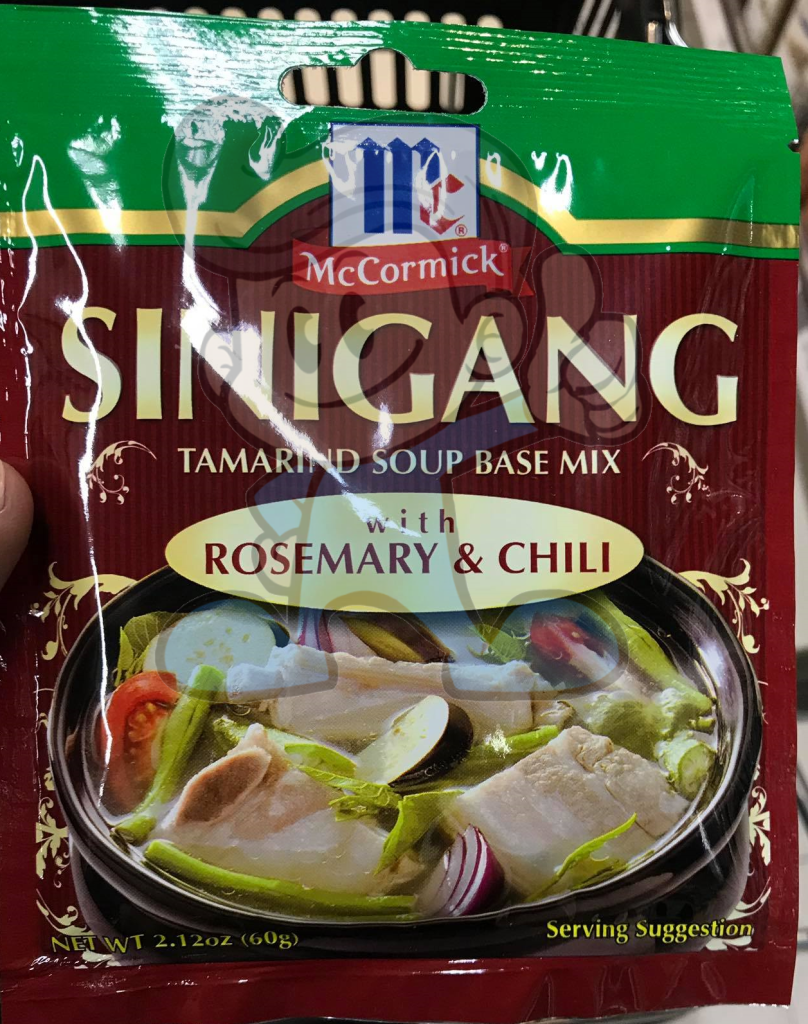 McCormick®
SINIGANG
TAMARIND SOUP BASE MIX
with
ROSEMARY & CHILI
NET WT 2.12oz (60g)
Serving Suggestion